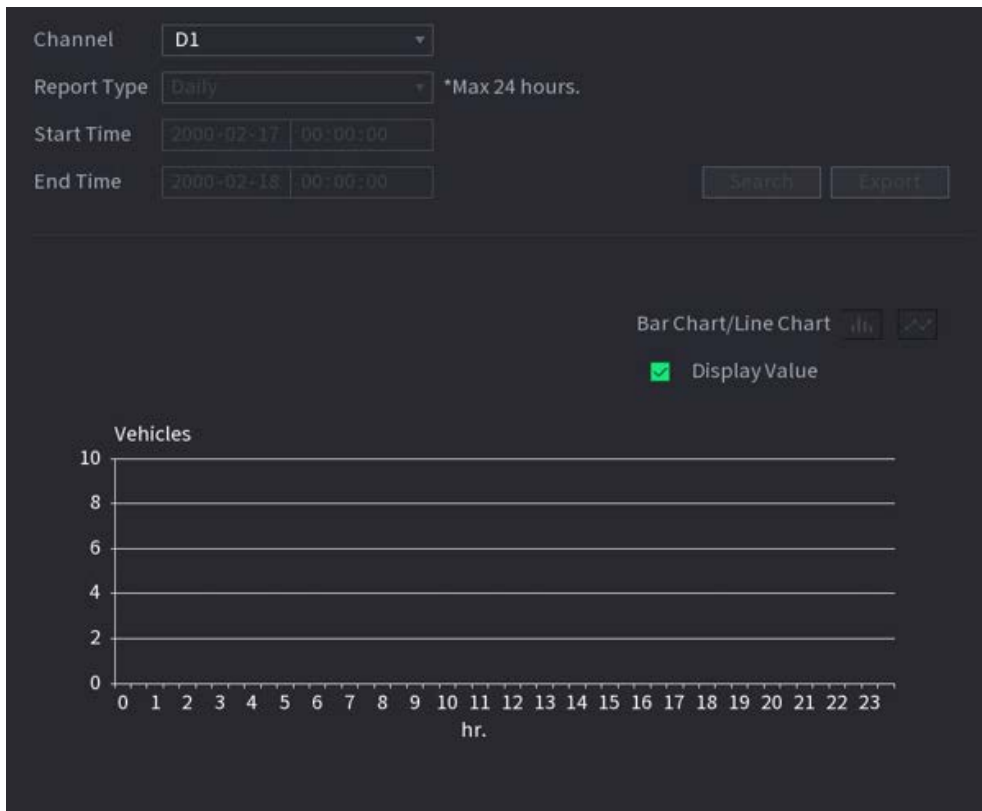 Channel D1
Report Type Daily *Max 24 hours.
Start Time 2000-02-17 00:00:00
End Time 2000-02-18 00:00:00 Search Export
Bar Chart/Line Chart
Display Value
Vehicles
10
8
6
4
2
0
0 1 2 3 4 5 6 7 8 9 10 11 12 13 14 15 16 17 18 19 20 21 22 23
hr.